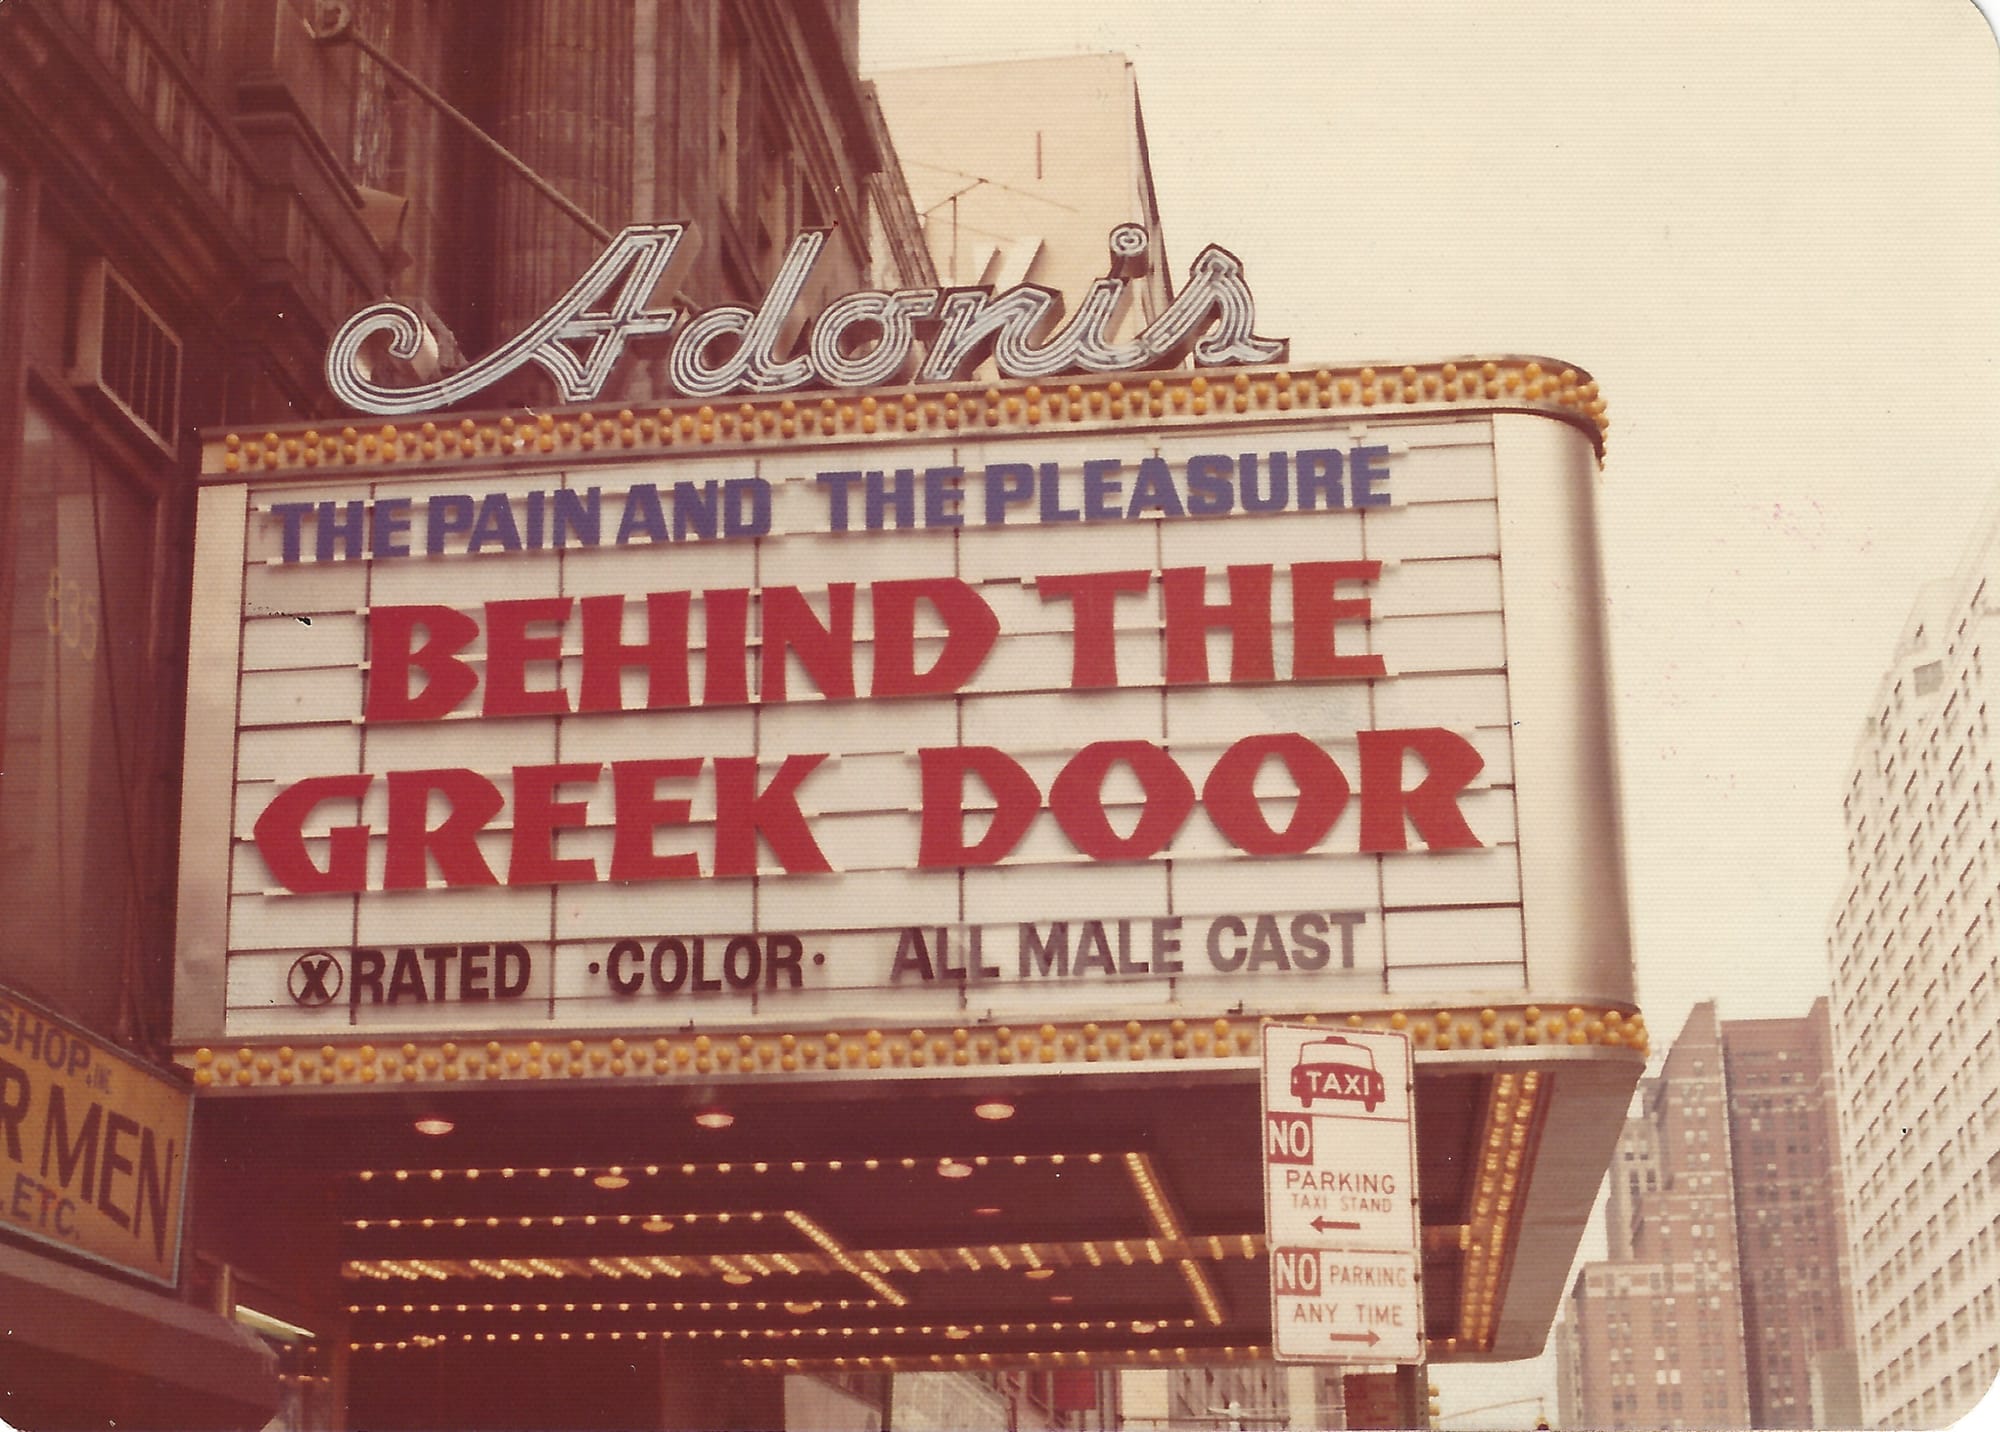 Adonis
THE PAIN AND THE PLEASURE
BEHIND THE
GREEK DOOR
X RATED · COLOR · ALL MALE CAST
835
SHOP, INC.
R MEN
ETC.
TAXI
NO
PARKING
TAXI STAND
NO PARKING
ANY TIME